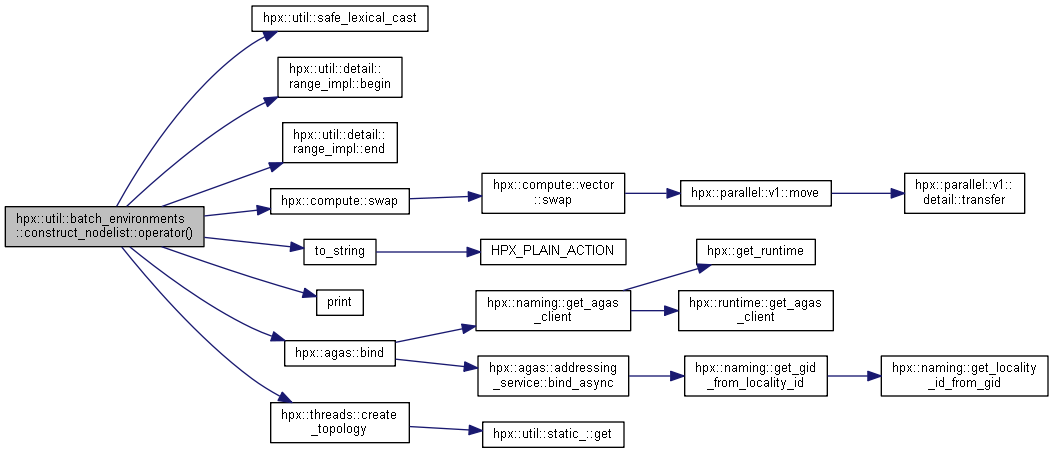 hpx::util::safe_lexical_cast
hpx::util::detail::
range_impl::begin
hpx::util::detail::
range_impl::end
hpx::util::batch_environments
::construct_nodelist::operator()
hpx::compute::swap
hpx::compute::vector
::swap
hpx::parallel::v1::move
hpx::parallel::v1::
detail::transfer
to_string
HPX_PLAIN_ACTION
print
hpx::agas::bind
hpx::naming::get_agas
_client
hpx::get_runtime
hpx::runtime::get_agas
_client
hpx::agas::addressing
_service::bind_async
hpx::naming::get_gid
_from_locality_id
hpx::naming::get_locality
_id_from_gid
hpx::threads::create
_topology
hpx::util::static_::get